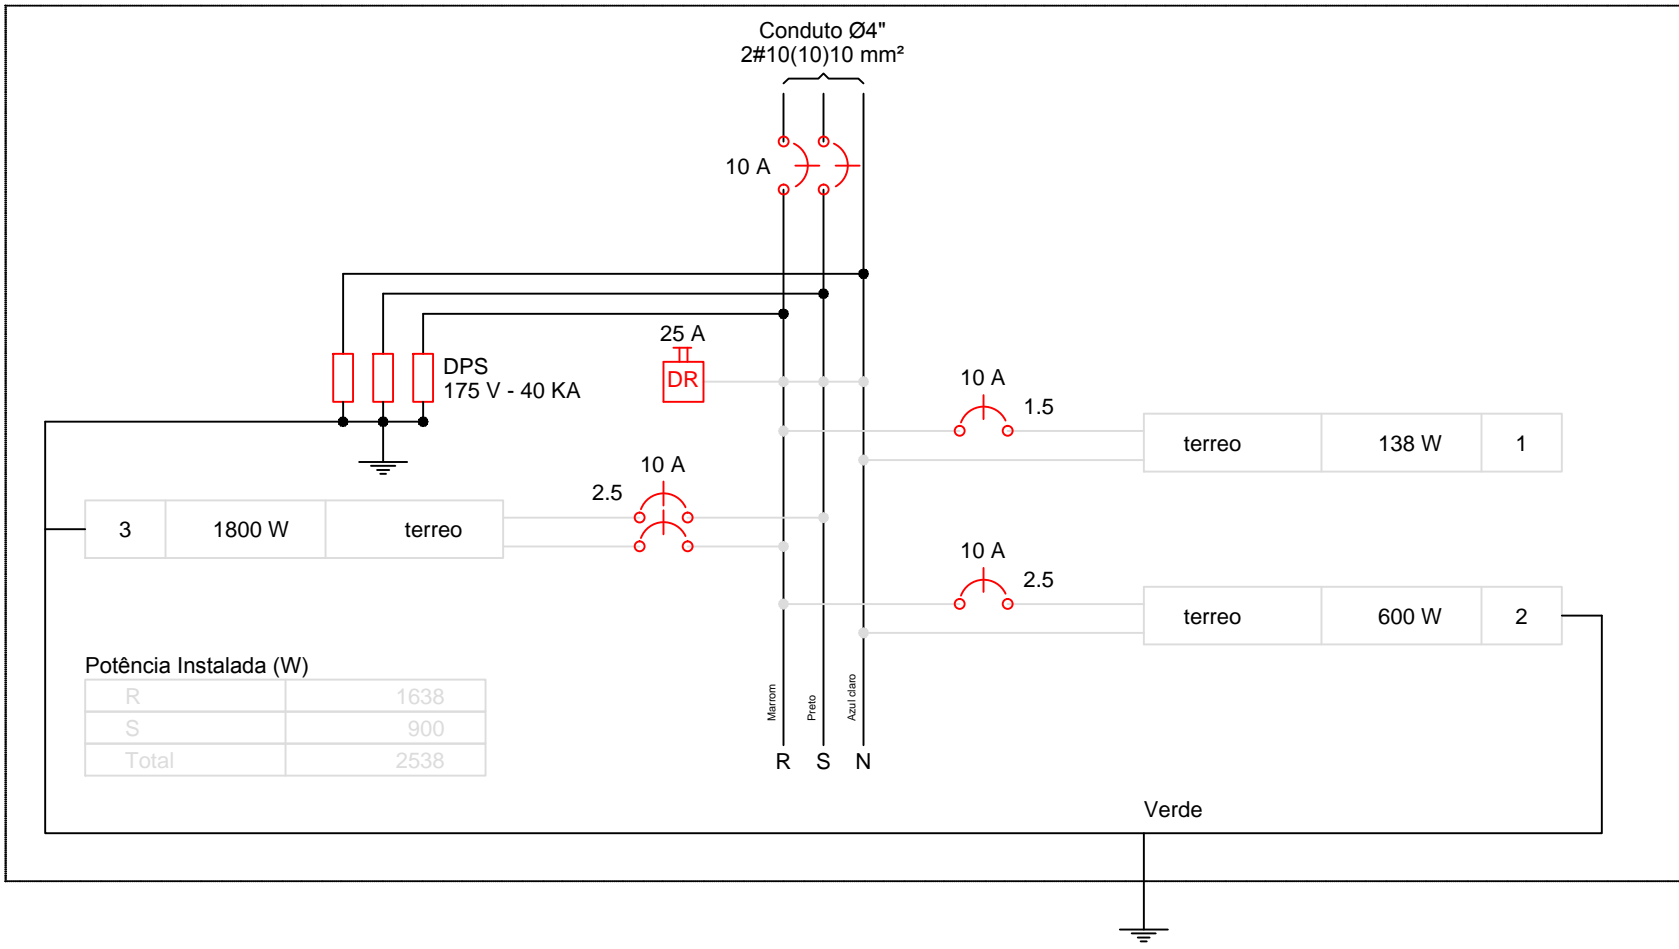 Conduto Ø4"
2#10(10)10 mm²
10 A
25 A
DR
DPS
175 V - 40 KA
10 A
1.5
terreo 138 W 1
10 A
2.5
3 1800 W terreo
10 A
2.5
terreo 600 W 2
Potência Instalada (W)
R 1638
S 900
Total 2538
Marrom
Preto
Azul claro
R S N
Verde